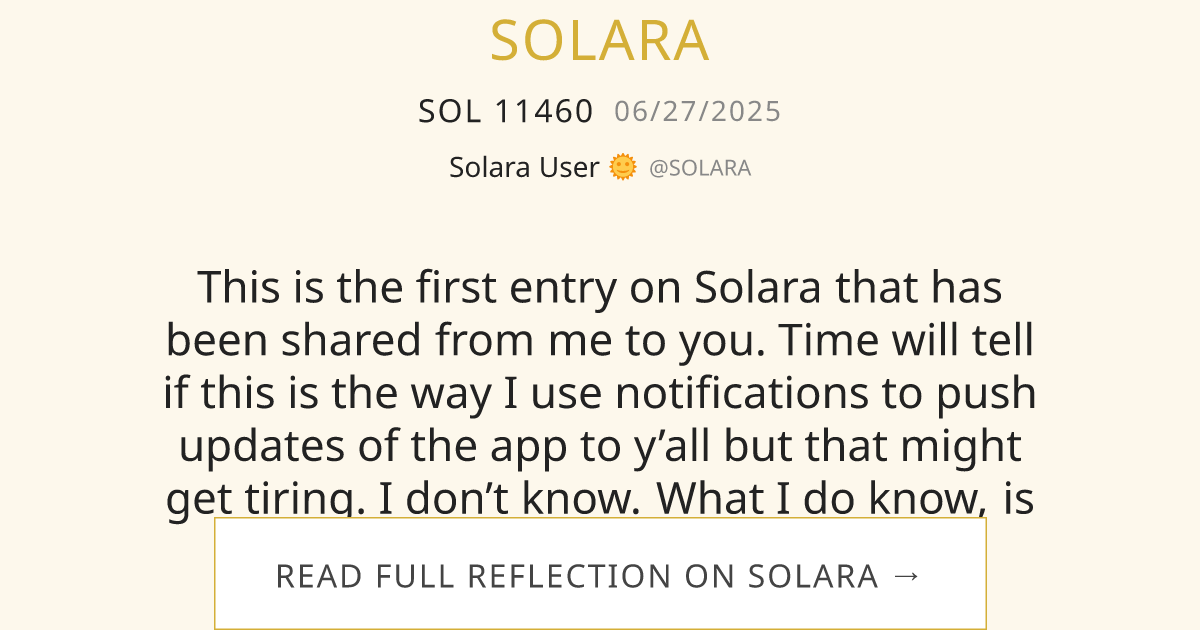 SOLARA
SOL 11460 06/27/2025
Solara User 🌞 @SOLARA
This is the first entry on Solara that has
been shared from me to you. Time will tell
if this is the way I use notifications to push
updates of the app to y’all but that might
get tiring. I don’t know. What I do know, is
READ FULL REFLECTION ON SOLARA →